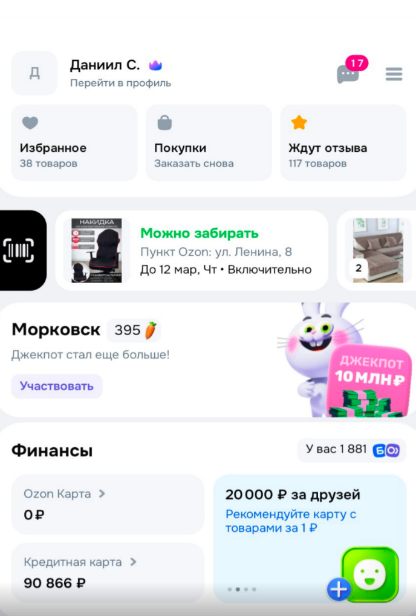 Д
Даниил С.
Перейти в профиль
17
Избранное
38 товаров
Покупки
Заказать снова
Ждут отзыва
117 товаров
НАКИДКА
Можно забирать
Пункт Ozon: ул. Ленина, 8
До 12 мар, Чт • Включительно
2
Морковск 395
Джекпот стал еще больше!
Участвовать
ДЖЕКПОТ
10 МЛН ₽
Финансы
У вас 1 881 Б
Ozon Карта >
0 ₽
20 000 ₽ за друзей
Рекомендуйте карту с
товарами за 1 ₽
Кредитная карта >
90 866 ₽